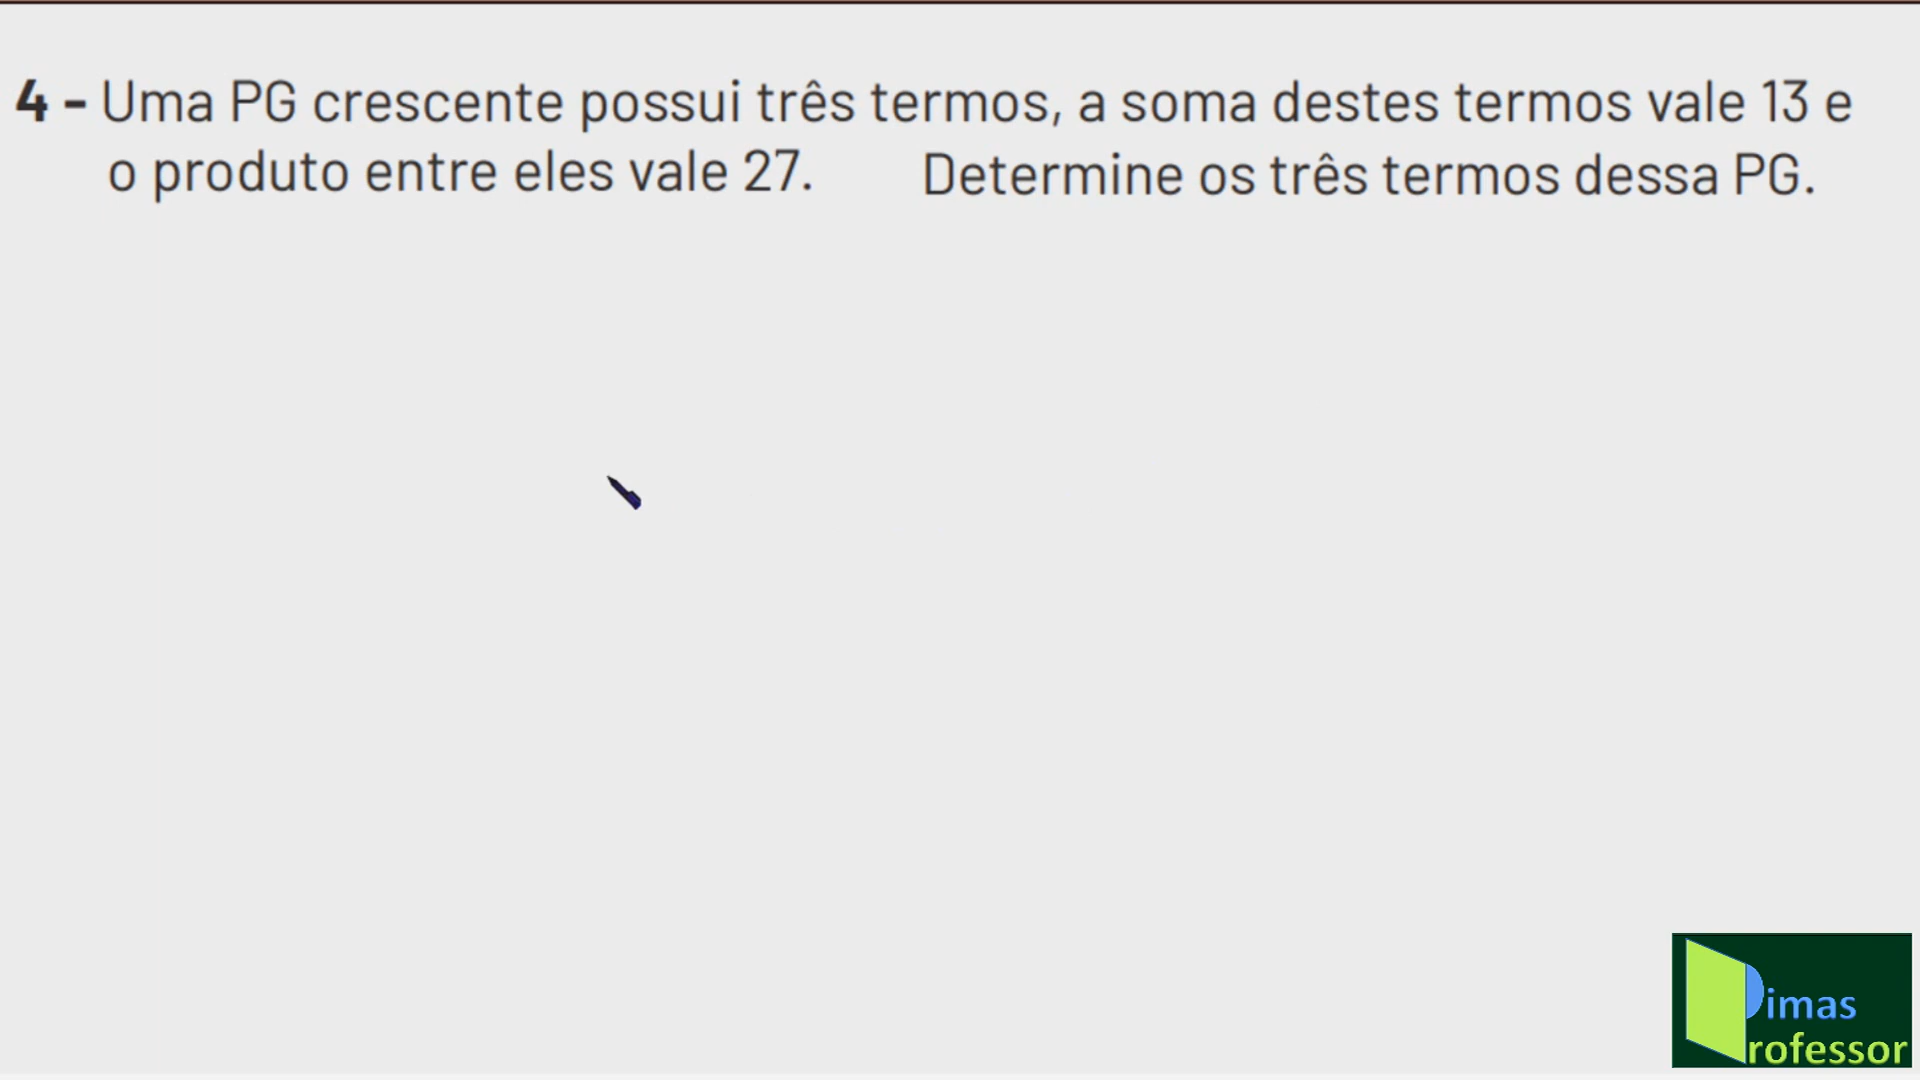 4 - Uma PG crescente possui três termos, a soma destes termos vale 13 e
o produto entre eles vale 27. Determine os três termos dessa PG.
imas
rofessor